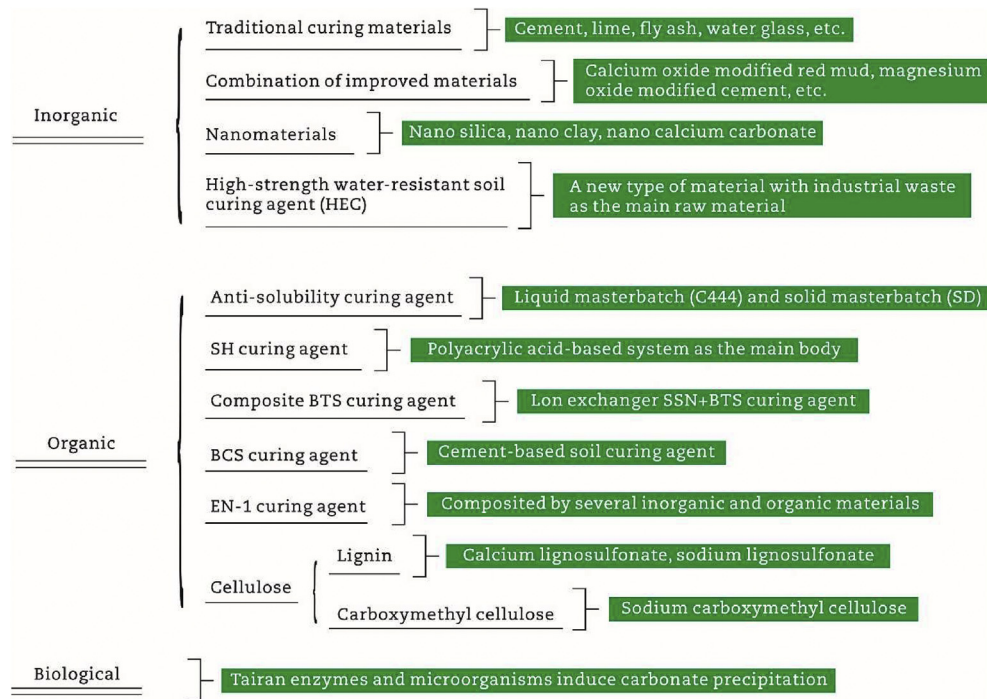 Inorganic
Traditional curing materials
Cement, lime, fly ash, water glass, etc.
Combination of improved materials
Calcium oxide modified red mud, magnesium
oxide modified cement, etc.
Nanomaterials
Nano silica, nano clay, nano calcium carbonate
High-strength water-resistant soil
curing agent (HEC)
A new type of material with industrial waste
as the main raw material
Organic
Anti-solubility curing agent
Liquid masterbatch (C444) and solid masterbatch (SD)
SH curing agent
Polyacrylic acid-based system as the main body
Composite BTS curing agent
Lon exchanger SSN+BTS curing agent
BCS curing agent
Cement-based soil curing agent
EN-1 curing agent
Composited by several inorganic and organic materials
Cellulose
Lignin
Calcium lignosulfonate, sodium lignosulfonate
Carboxymethyl cellulose
Sodium carboxymethyl cellulose
Biological
Tairan enzymes and microorganisms induce carbonate precipitation